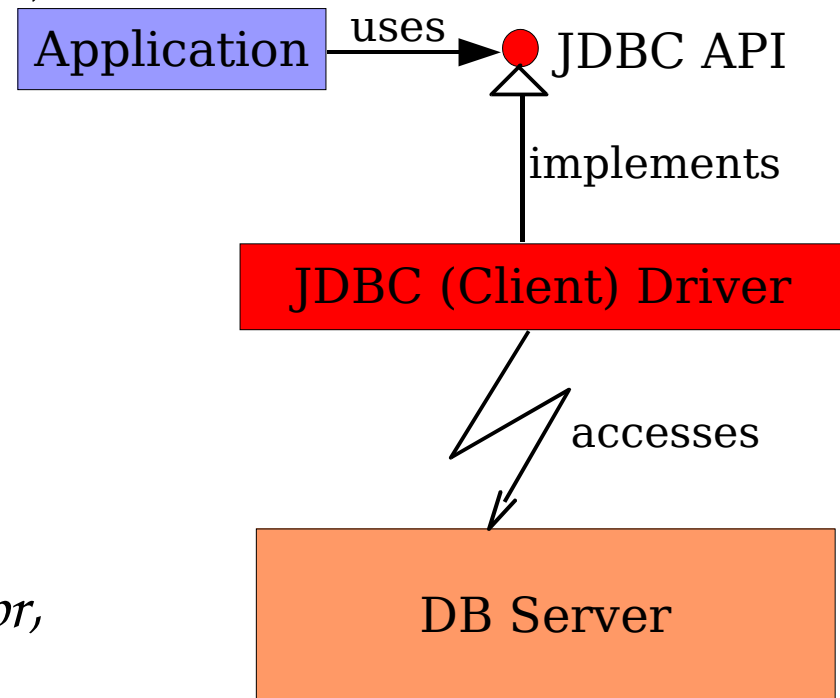 uses
Application JDBC API
implements
JDBC (Client) Driver
accesses
DB Server